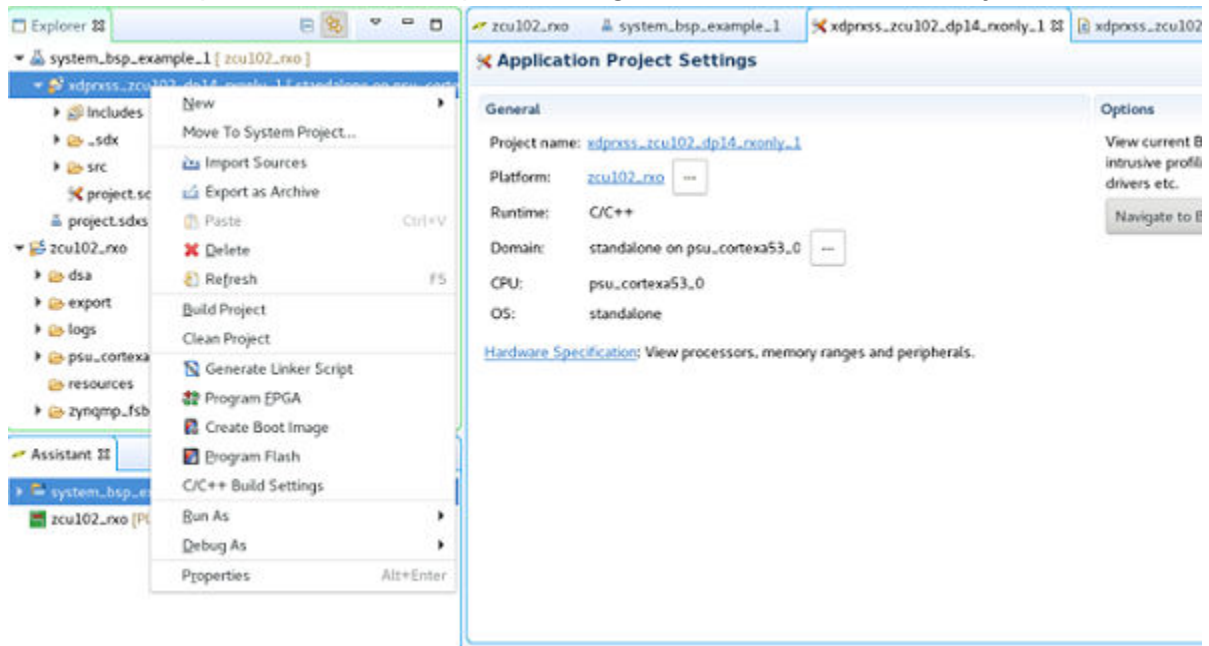 Explorer
system_bsp_example_1 [ zcu102_rxo ]
Includes
_sdx
src
project.sdxs
zcu102_rxo
dsa
export
logs
resources
Assistant
zcu102_rxo
New
Move To System Project...
Import Sources
Export as Archive
Paste Ctrl+V
Delete
Refresh F5
Build Project
Clean Project
Generate Linker Script
Program FPGA
Create Boot Image
Program Flash
C/C++ Build Settings
Run As
Debug As
Properties Alt+Enter
zcu102_rxo
system_bsp_example_1
xdprxss_zcu102_dp14_rxonly_1
xdprxss_zcu102
Application Project Settings
General
Project name: xdprxss_zcu102_dp14_rxonly_1
Platform: zcu102_rxo ...
Runtime: C/C++
Domain: standalone on psu_cortexa53_0 ...
CPU: psu_cortexa53_0
OS: standalone
Hardware Specification: View processors, memory ranges and peripherals.
Options
View current B
intrusive profili
drivers etc.
Navigate to B